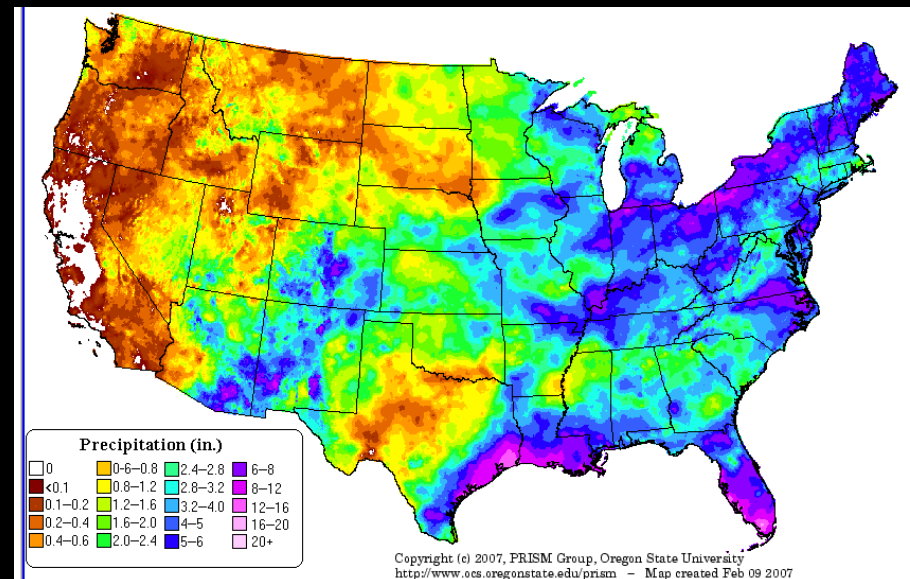 Precipitation (in.)
0 0-6-0.8 2.4-2.8 6-8
<0.1 0.8-1.2 2.8-3.2 8-12
0.1-0.2 1.2-1.6 3.2-4.0 12-16
0.2-0.4 1.6-2.0 4-5 16-20
0.4-0.6 2.0-2.4 5-6 20+
Copyright (c) 2007, PRISM Group, Oregon State University
http://www.ocs.oregonstate.edu/prism - Map created Feb 09 2007